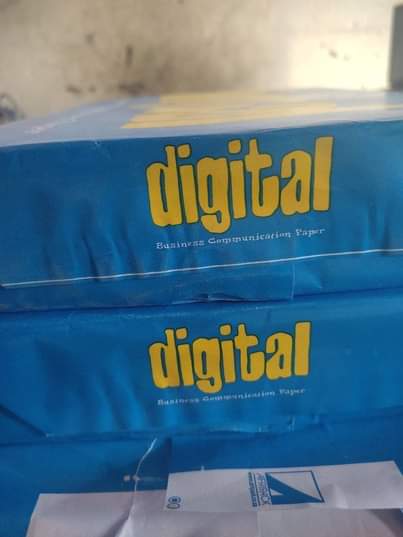 digital
Business Communication Paper
digital
Business Communication Paper